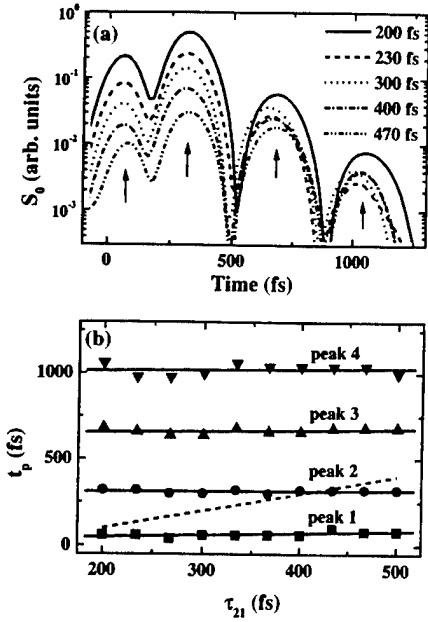 (a)
S₀ (arb. units)
10⁰
10⁻¹
10⁻²
10⁻³
200 fs
230 fs
300 fs
400 fs
470 fs
0 500 1000
Time (fs)
(b)
tₚ (fs)
1000
500
0
peak 4
peak 3
peak 2
peak 1
200 300 400 500
τ₂₁ (fs)